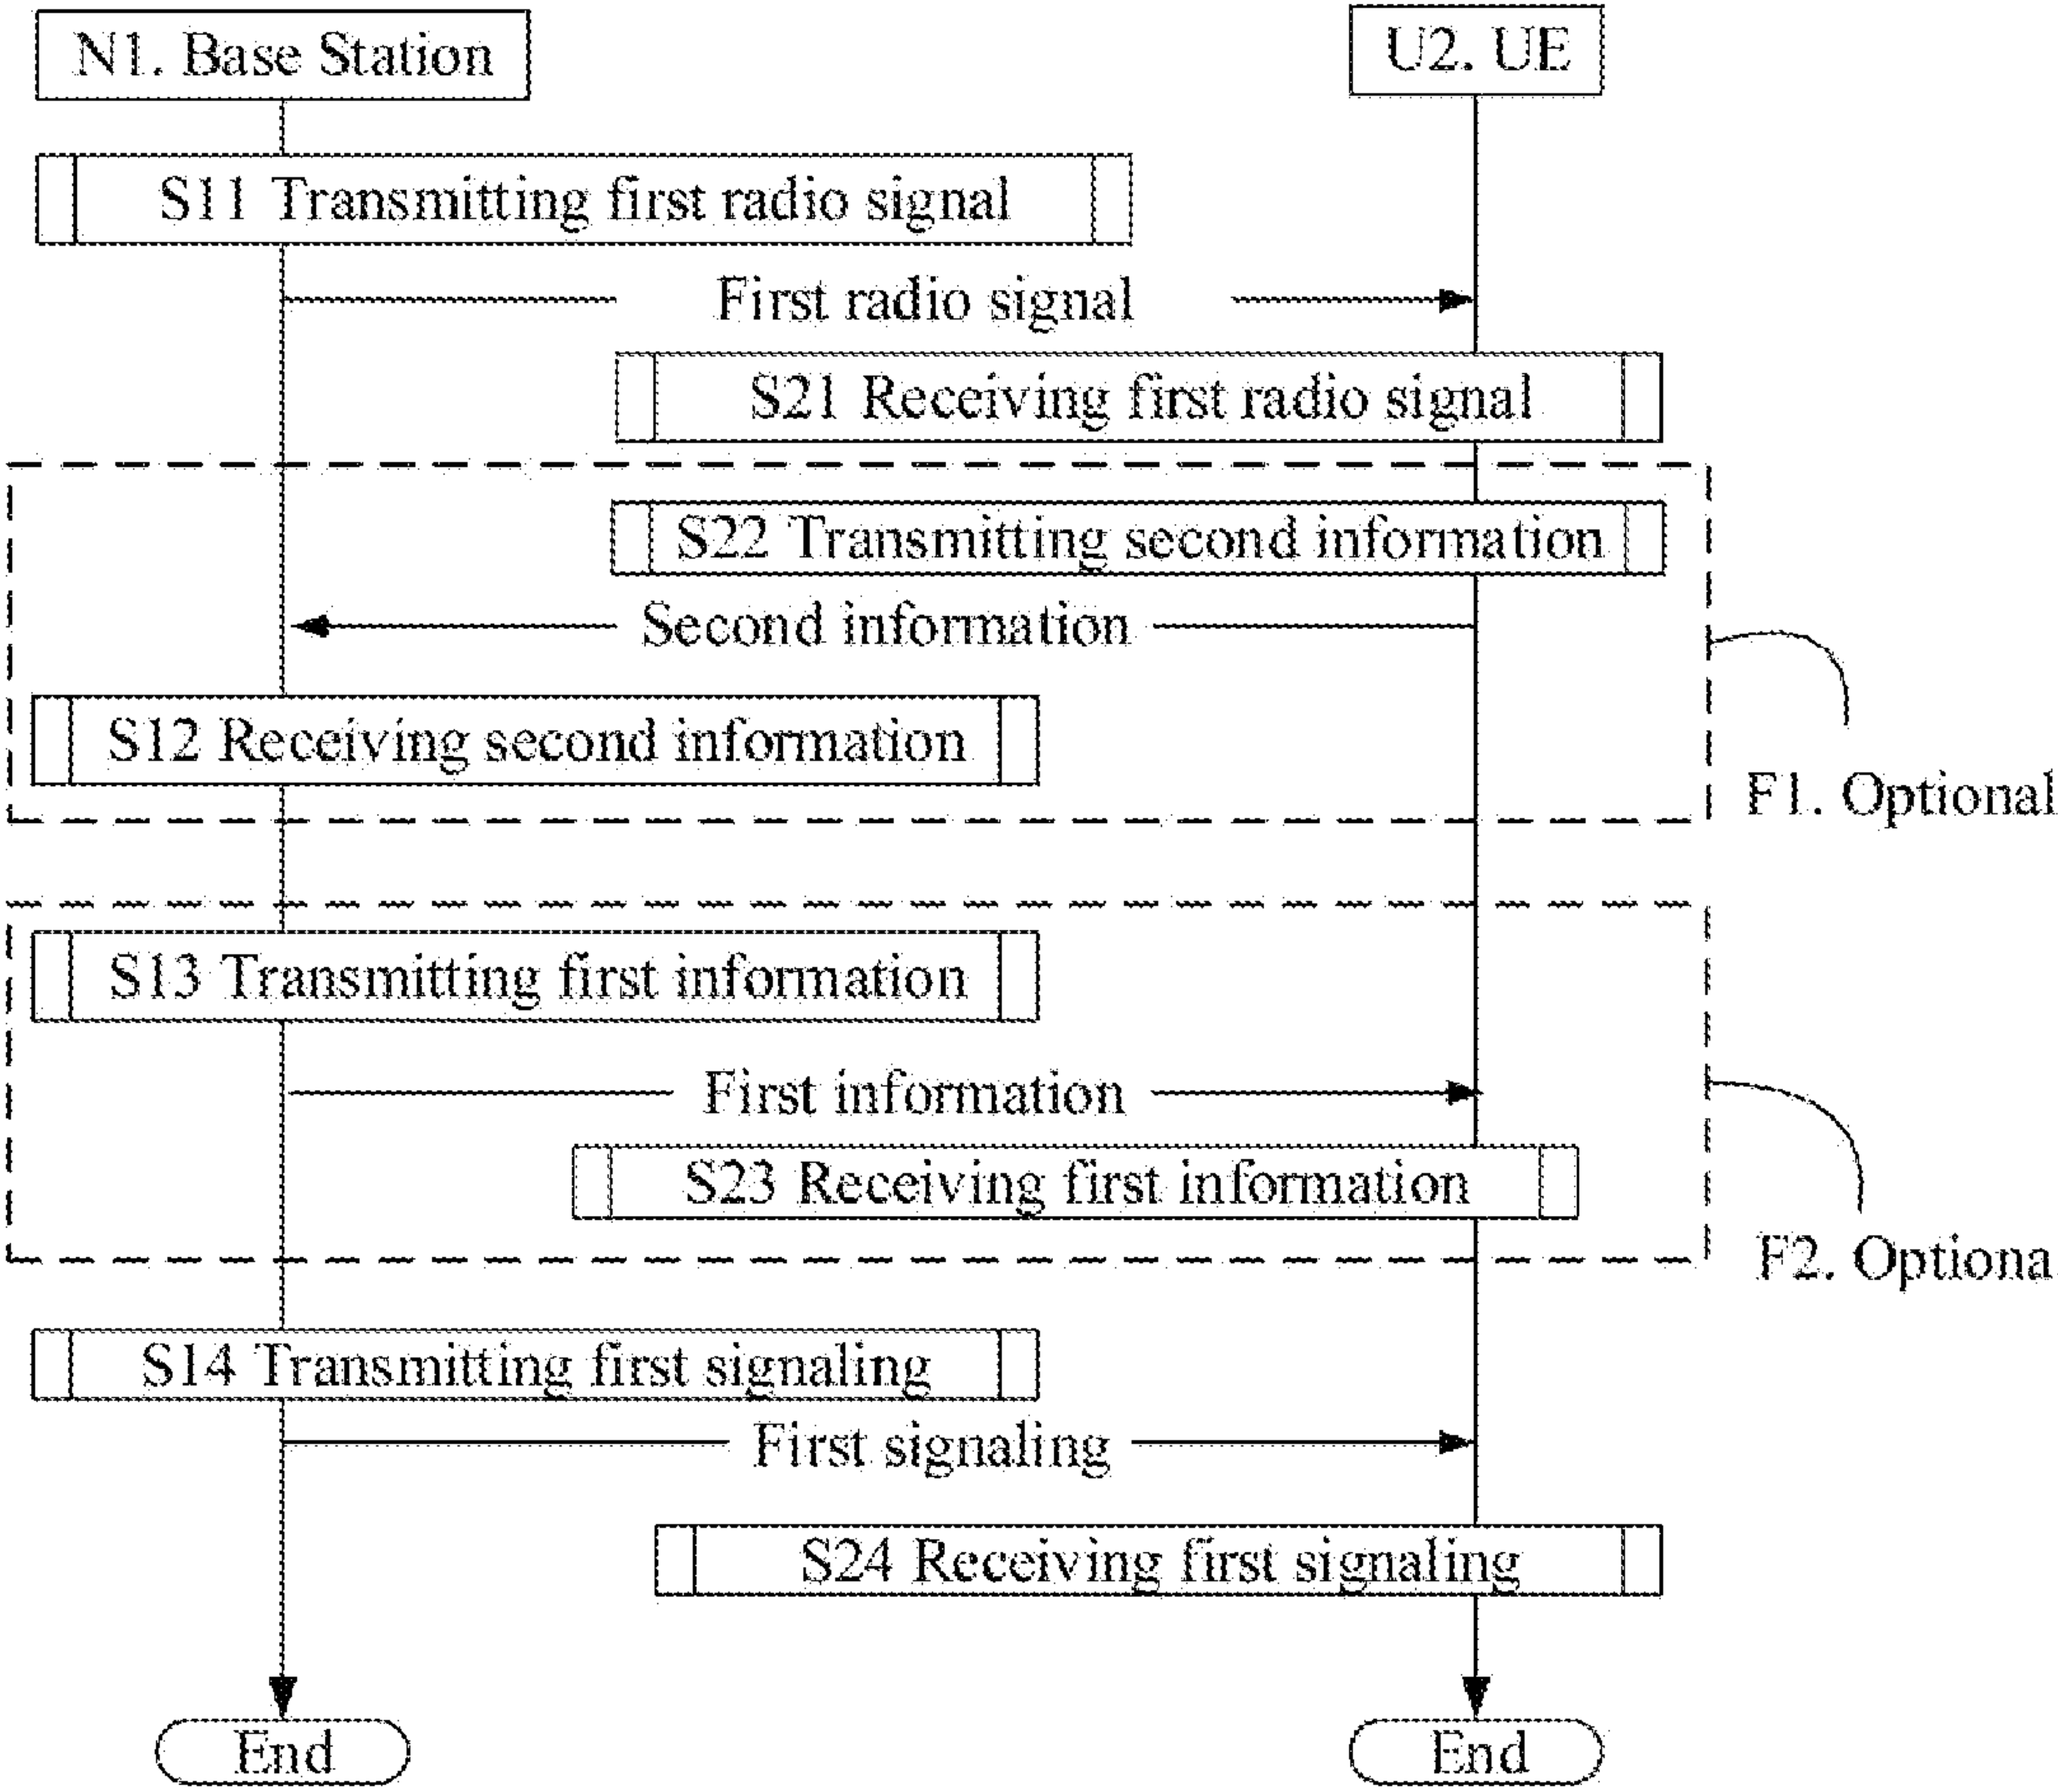 N1. Base Station
U2. UE
S11 Transmitting first radio signal
First radio signal
S21 Receiving first radio signal
S22 Transmitting second information
Second information
S12 Receiving second information
F1. Optional
S13 Transmitting first information
First information
S23 Receiving first information
F2. Optiona
S14 Transmitting first signaling
First signaling
S24 Receiving first signaling
End
End